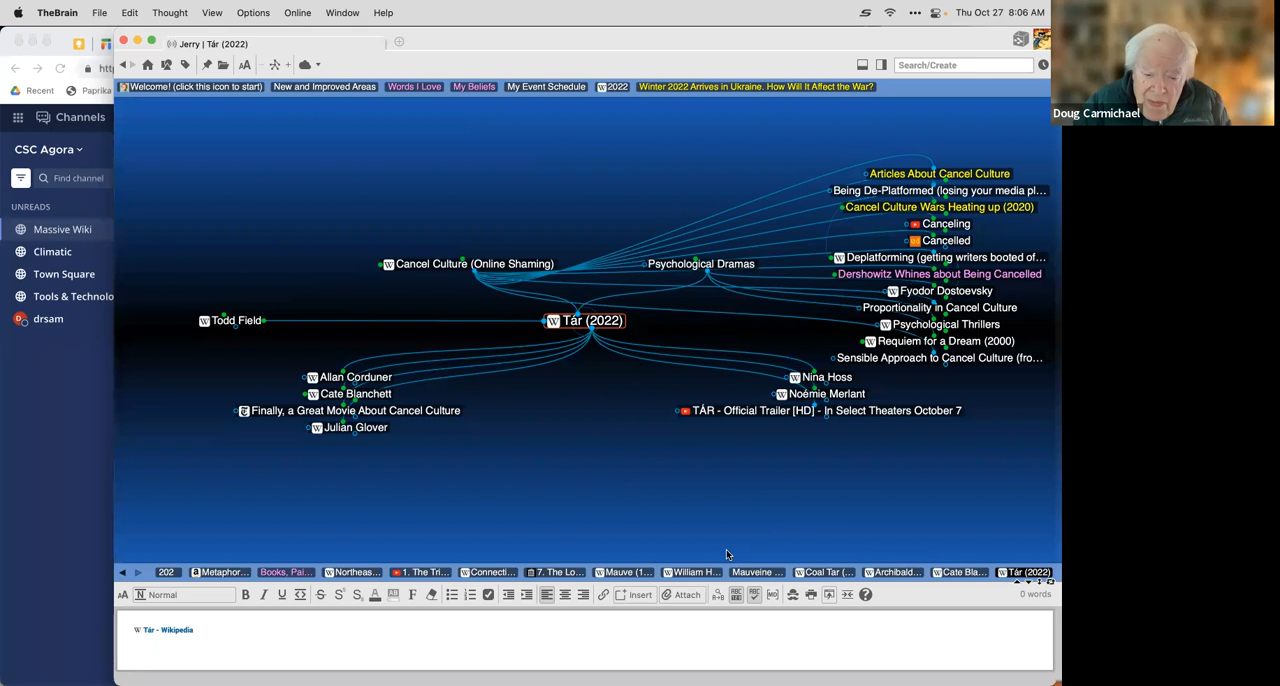 TheBrain File Edit Thought View Options Online Window Help Thu Oct 27 8:06 AM
Jerry | Tár (2022)
Search/Create
Recent Paprika
Welcome! (click this icon to start) New and Improved Areas Words I Love My Beliefs My Event Schedule 2022 Winter 2022 Arrives in Ukraine. How Will It Affect the War?
Doug Carmichael
Channels
CSC Agora
Find channel
UNREADS
Massive Wiki
Climatic
Town Square
Tools & Technolo
drsam
Articles About Cancel Culture
Being De-Platformed (losing your media pl...
Cancel Culture Wars Heating up (2020)
Canceling
Cancelled
Deplatforming (getting writers booted of...
Dershowitz Whines about Being Cancelled
Fyodor Dostoevsky
Proportionality in Cancel Culture
Psychological Thrillers
Requiem for a Dream (2000)
Sensible Approach to Cancel Culture (fro...
Cancel Culture (Online Shaming) Psychological Dramas
Todd Field Tár (2022)
Allan Corduner
Cate Blanchett
Finally, a Great Movie About Cancel Culture
Julian Glover
Nina Hoss
Noémie Merlant
TÁR - Official Trailer [HD] - In Select Theaters October 7
202 Metaphor... Books, Pai... Northeas... 1. The Tri... Connecti... 7. The Lo... Mauve (1... William H... Mauveine ... Coal Tar (... Archibald... Cate Bla... Tár (2022)
Normal B I U S Insert Attach 0 words
Tár - Wikipedia